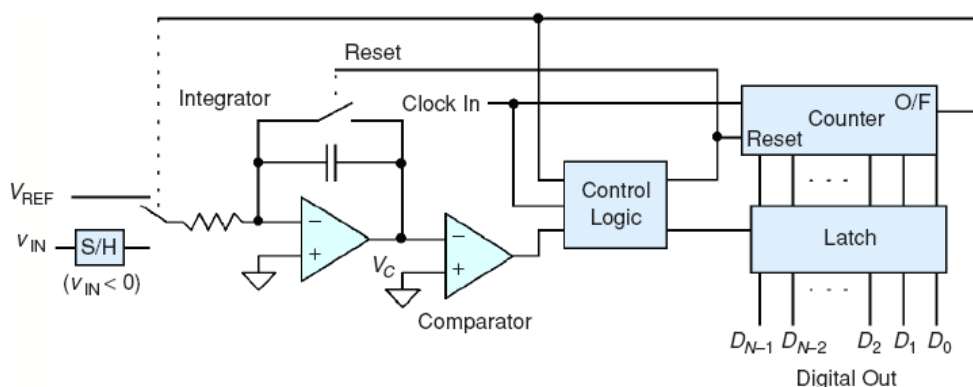 Reset
Integrator
Clock In
O/F
Counter
Reset
V_REF
Control
Logic
v_IN
S/H
(v_IN < 0)
−
+
V_C
−
+
Latch
Comparator
D_N−1 D_N−2 D_2 D_1 D_0
Digital Out